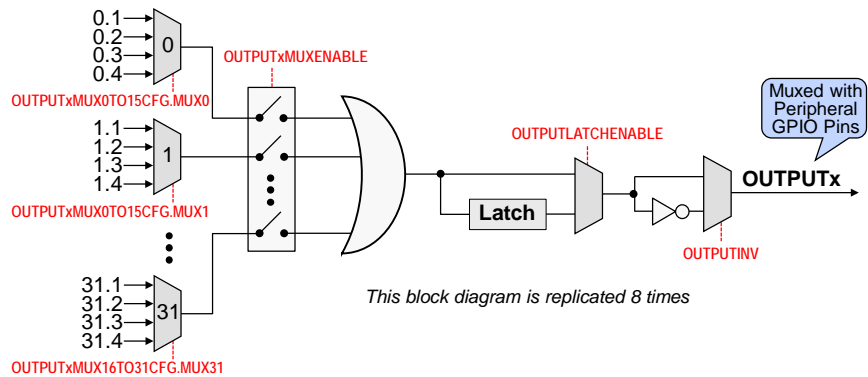 0.1
0.2
0.3
0.4
0
OUTPUTxMUX0TO15CFG.MUX0
OUTPUTxMUXENABLE
1.1
1.2
1.3
1.4
1
OUTPUTxMUX0TO15CFG.MUX1
31.1
31.2
31.3
31.4
31
OUTPUTxMUX16TO31CFG.MUX31
Latch
OUTPUTLATCHENABLE
OUTPUTINV
Muxed with
Peripheral
GPIO Pins
OUTPUTx
This block diagram is replicated 8 times